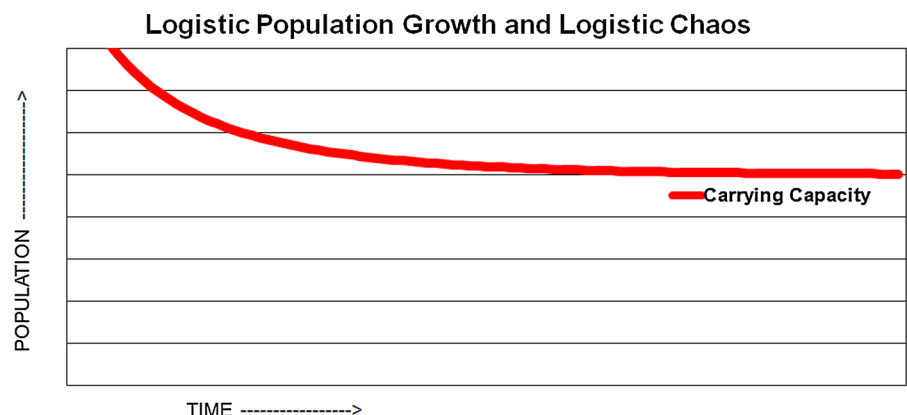 Logistic Population Growth and Logistic Chaos
POPULATION ------------------->
Carrying Capacity
TIME ----------------->